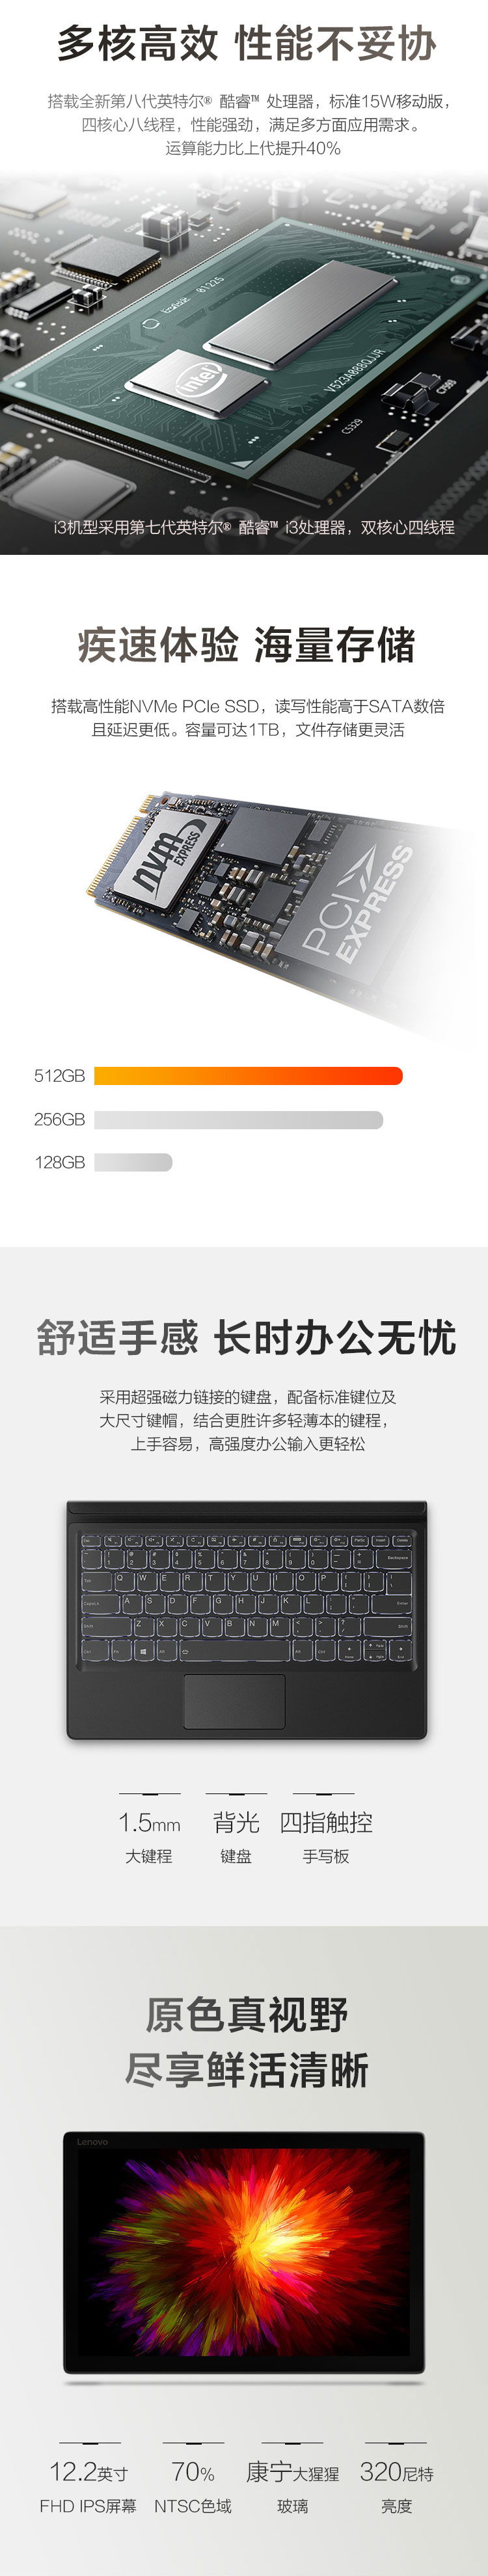 多核高效 性能不妥协
搭载全新第八代英特尔® 酷睿™ 处理器，标准15W移动版，
四核心八线程，性能强劲，满足多方面应用需求。
运算能力比上代提升40%
01225
intel
V523A088QJJR
C5329
i3机型采用第七代英特尔® 酷睿™ i3处理器，双核心四线程
疾速体验 海量存储
搭载高性能NVMe PCIe SSD，读写性能高于SATA数倍
且延迟更低。容量可达1TB，文件存储更灵活
nvm
EXPRESS
PCI
EXPRESS
512GB
256GB
128GB
舒适手感 长时办公无忧
采用超强磁力链接的键盘，配备标准键位及
大尺寸键帽，结合更胜许多轻薄本的键程，
上手容易，高强度办公输入更轻松
Backspace
Q W E R T Y U I O P
A S D F G H J K L Enter
Z X C V B N M
1.5mm 背光 四指触控
大键程 键盘 手写板
原色真视野
尽享鲜活清晰
Lenovo
12.2英寸 70% 康宁大猩猩 320尼特
FHD IPS屏幕 NTSC色域 玻璃 亮度